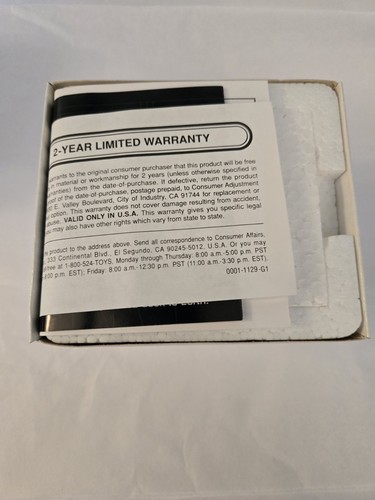 2-YEAR LIMITED WARRANTY
warrants to the original consumer purchaser that this product will be free
in material or workmanship for 2 years (unless otherwise specified in
warranties) from the date-of-purchase. If defective, return the product
proof of the date-of-purchase, postage prepaid, to Consumer Adjustment
E. Valley Boulevard, City of Industry, CA 91744 for replacement or
option. This warranty does not cover damage resulting from accident,
VALID ONLY IN U.S.A. This warranty gives you specific legal
you may also have other rights which vary from state to state.
product to the address above. Send all correspondence to Consumer Affairs,
333 Continental Blvd., El Segundo, CA 90245-5012, U.S.A. Or you may
free at 1-800-524-TOYS, Monday through Thursday: 8:00 a.m.-5:00 p.m. PST
p.m. EST); Friday: 8:00 a.m.-12:30 p.m. PST (11:00 a.m.-3:30 p.m. EST).
0001-1129-G1